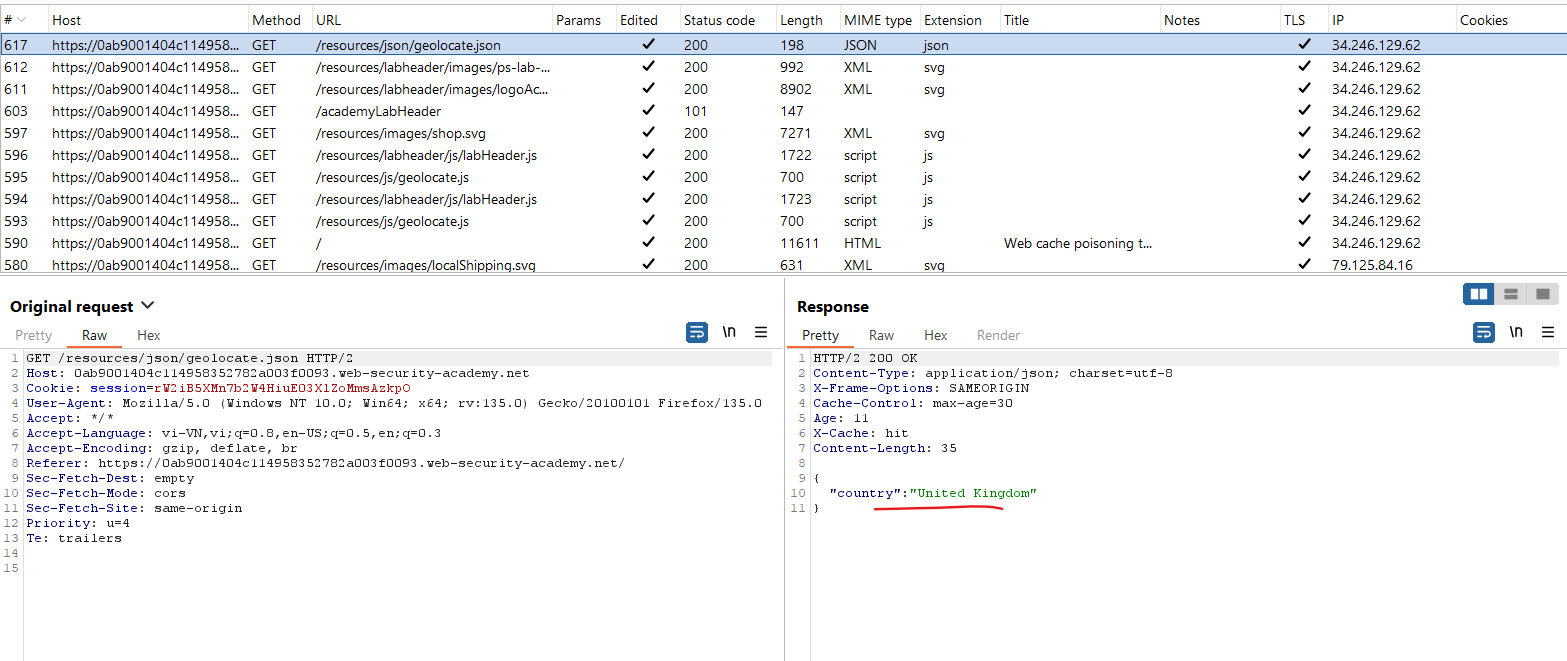 # Host Method URL Params Edited Status code Length MIME type Extension Title Notes TLS IP Cookies
617 https://0ab9001404c114958... GET /resources/json/geolocate.json ✓ 200 198 JSON json ✓ 34.246.129.62
612 https://0ab9001404c114958... GET /resources/labheader/images/ps-lab-... ✓ 200 992 XML svg ✓ 34.246.129.62
611 https://0ab9001404c114958... GET /resources/labheader/images/logoAc... ✓ 200 8902 XML svg ✓ 34.246.129.62
603 https://0ab9001404c114958... GET /academyLabHeader ✓ 101 147 ✓ 34.246.129.62
597 https://0ab9001404c114958... GET /resources/images/shop.svg ✓ 200 7271 XML svg ✓ 34.246.129.62
596 https://0ab9001404c114958... GET /resources/labheader/js/labHeader.js ✓ 200 1722 script js ✓ 34.246.129.62
595 https://0ab9001404c114958... GET /resources/js/geolocate.js ✓ 200 700 script js ✓ 34.246.129.62
594 https://0ab9001404c114958... GET /resources/labheader/js/labHeader.js ✓ 200 1723 script js ✓ 34.246.129.62
593 https://0ab9001404c114958... GET /resources/js/geolocate.js ✓ 200 700 script js ✓ 34.246.129.62
590 https://0ab9001404c114958... GET / ✓ 200 11611 HTML Web cache poisoning t... ✓ 34.246.129.62
580 https://0ab9001404c114958... GET /resources/images/localShipping.svg ✓ 200 631 XML svg ✓ 79.125.84.16
Original request
Pretty Raw Hex \n
1 GET /resources/json/geolocate.json HTTP/2
2 Host: 0ab9001404c114958352782a003f0093.web-security-academy.net
3 Cookie: session=rW2iB5XMn7b2W4HiuEO3X1ZoMmsAzkpO
4 User-Agent: Mozilla/5.0 (Windows NT 10.0; Win64; x64; rv:135.0) Gecko/20100101 Firefox/135.0
5 Accept: */*
6 Accept-Language: vi-VN,vi;q=0.8,en-US;q=0.5,en;q=0.3
7 Accept-Encoding: gzip, deflate, br
8 Referer: https://0ab9001404c114958352782a003f0093.web-security-academy.net/
9 Sec-Fetch-Dest: empty
10 Sec-Fetch-Mode: cors
11 Sec-Fetch-Site: same-origin
12 Priority: u=4
13 Te: trailers
14
15
Response
Pretty Raw Hex Render \n
1 HTTP/2 200 OK
2 Content-Type: application/json; charset=utf-8
3 X-Frame-Options: SAMEORIGIN
4 Cache-Control: max-age=30
5 Age: 11
6 X-Cache: hit
7 Content-Length: 35
8
9 {
10 "country":"United Kingdom"
11 }